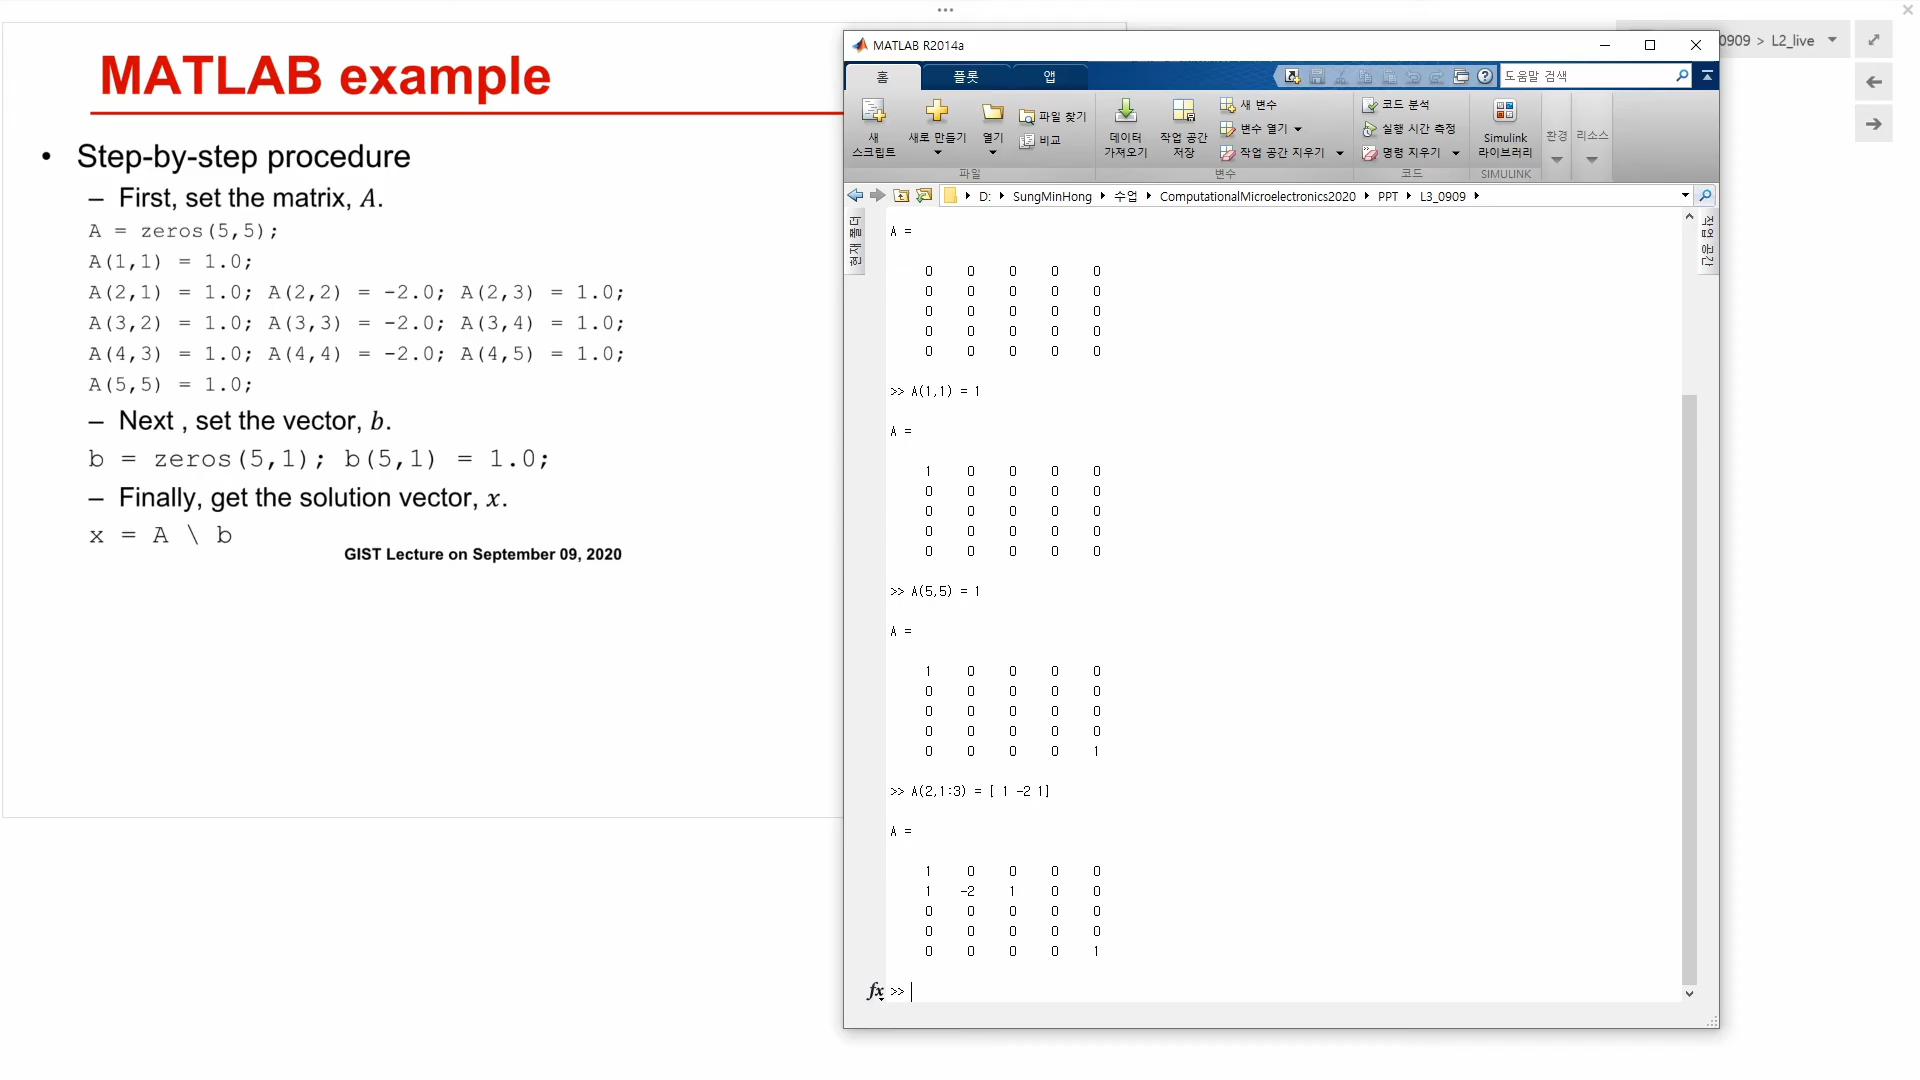 MATLAB example
• Step-by-step procedure
– First, set the matrix, A.
A = zeros(5,5);
A(1,1) = 1.0;
A(2,1) = 1.0; A(2,2) = -2.0; A(2,3) = 1.0;
A(3,2) = 1.0; A(3,3) = -2.0; A(3,4) = 1.0;
A(4,3) = 1.0; A(4,4) = -2.0; A(4,5) = 1.0;
A(5,5) = 1.0;
– Next , set the vector, b.
b = zeros(5,1); b(5,1) = 1.0;
– Finally, get the solution vector, x.
x = A \ b
GIST Lecture on September 09, 2020
MATLAB R2014a
홈 플롯 앱
도움말 검색
새 스크립트
새로 만들기
열기
파일 찾기
비교
파일
데이터 가져오기
작업 공간 저장
새 변수
변수 열기
작업 공간 지우기
변수
코드 분석
실행 시간 측정
명령 지우기
코드
Simulink 라이브러리
SIMULINK
환경
리소스
D: SungMinHong 수업 ComputationalMicroelectronics2020 PPT L3_0909
현재 폴더
작업 공간
A =
0 0 0 0 0
0 0 0 0 0
0 0 0 0 0
0 0 0 0 0
0 0 0 0 0
>> A(1,1) = 1
A =
1 0 0 0 0
0 0 0 0 0
0 0 0 0 0
0 0 0 0 0
0 0 0 0 0
>> A(5,5) = 1
A =
1 0 0 0 0
0 0 0 0 0
0 0 0 0 0
0 0 0 0 0
0 0 0 0 1
>> A(2,1:3) = [ 1 -2 1]
A =
1 0 0 0 0
1 -2 1 0 0
0 0 0 0 0
0 0 0 0 0
0 0 0 0 1
fx >>
0909 > L2_live